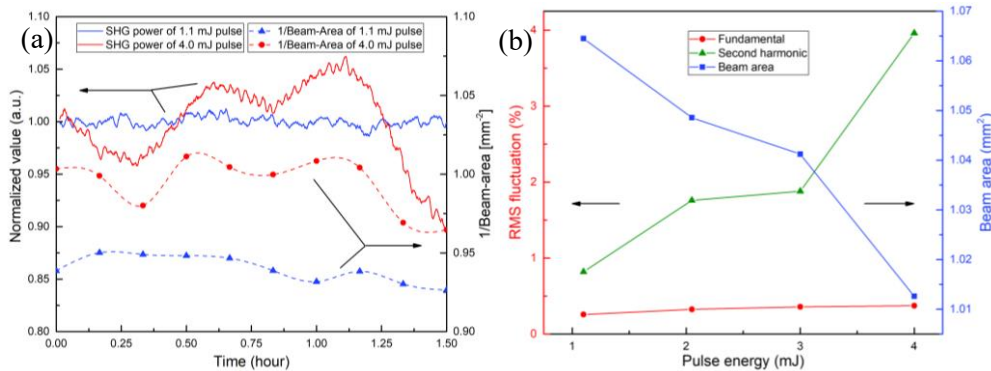 (a)
SHG power of 1.1 mJ pulse
1/Beam-Area of 1.1 mJ pulse
SHG power of 4.0 mJ pulse
1/Beam-Area of 4.0 mJ pulse
Normalized value (a.u.)
1.10
1.05
1.00
0.95
0.90
0.85
0.80
0.00
0.25
0.50
0.75
1.00
1.25
1.50
Time (hour)
1.10
1.05
1.00
0.95
0.90
1/Beam-area [mm⁻²]
(b)
Fundamental
Second harmonic
Beam area
RMS fluctuation (%)
4
3
2
1
0
1
2
3
4
Pulse energy (mJ)
1.07
1.06
1.05
1.04
1.03
1.02
1.01
Beam area (mm²)